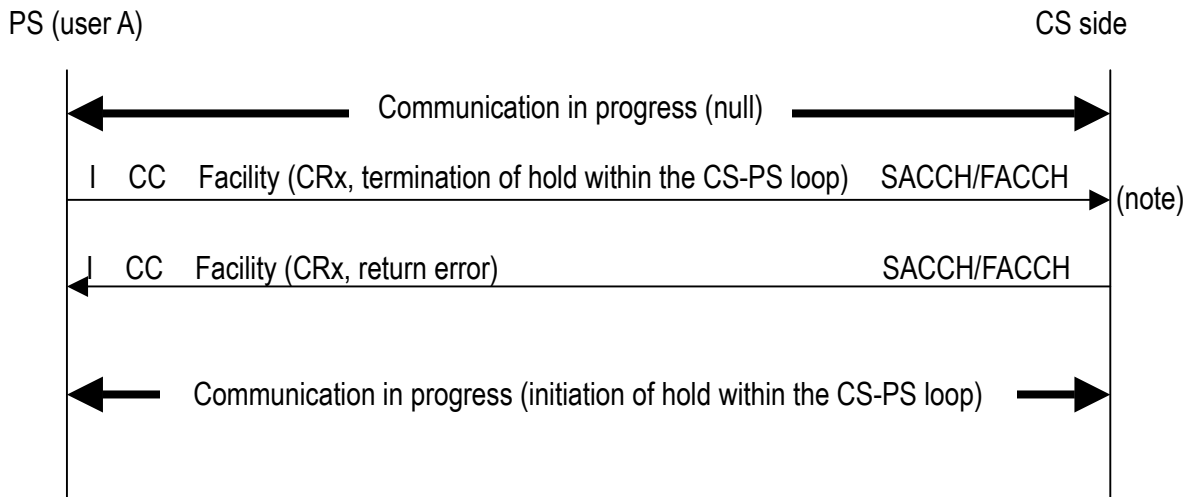 PS (user A) CS side
Communication in progress (null)
I CC Facility (CRx, termination of hold within the CS-PS loop) SACCH/FACCH
(note)
I CC Facility (CRx, return error) SACCH/FACCH
Communication in progress (initiation of hold within the CS-PS loop)